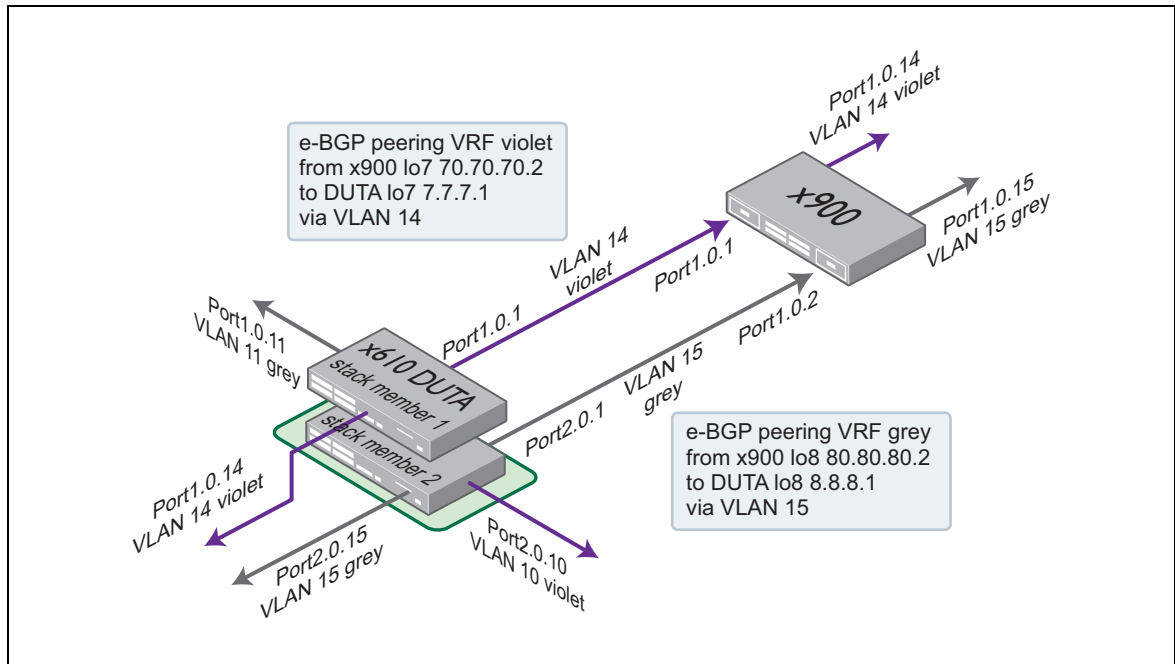 Port1.0.14
VLAN 14 violet
e-BGP peering VRF violet
from x900 lo7 70.70.70.2
to DUTA lo7 7.7.7.1
via VLAN 14
x900
Port1.0.15
VLAN 15 grey
VLAN 14
violet
Port1.0.1
Port1.0.11
VLAN 11 grey
Port1.0.1
Port1.0.2
x610 DUTA
stack member 1
VLAN 15
grey
stack member 2
Port2.0.1
e-BGP peering VRF grey
from x900 lo8 80.80.80.2
to DUTA lo8 8.8.8.1
via VLAN 15
Port1.0.14
VLAN 14 violet
Port2.0.15
VLAN 15 grey
Port2.0.10
VLAN 10 violet